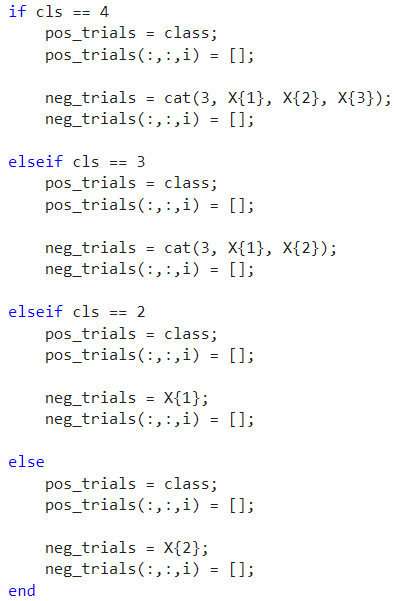 if cls == 4
    pos_trials = class;
    pos_trials(:,:,i) = [];

    neg_trials = cat(3, X{1}, X{2}, X{3});
    neg_trials(:,:,i) = [];

elseif cls == 3
    pos_trials = class;
    pos_trials(:,:,i) = [];

    neg_trials = cat(3, X{1}, X{2});
    neg_trials(:,:,i) = [];

elseif cls == 2
    pos_trials = class;
    pos_trials(:,:,i) = [];

    neg_trials = X{1};
    neg_trials(:,:,i) = [];

else
    pos_trials = class;
    pos_trials(:,:,i) = [];

    neg_trials = X{2};
    neg_trials(:,:,i) = [];
end